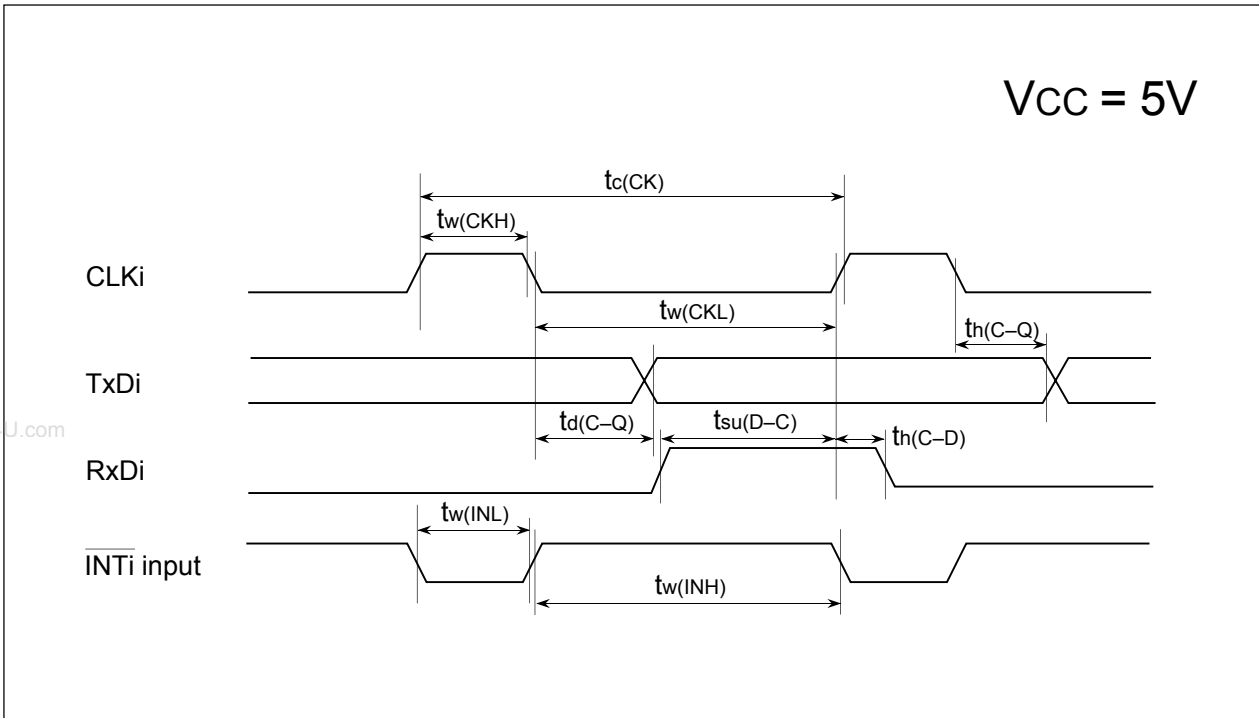 VCC = 5V
tc(CK)
tw(CKH)
CLKi
tw(CKL)
th(C–Q)
TxDi
td(C–Q)
tsu(D–C)
th(C–D)
U.com
RxDi
tw(INL)
INTi input
tw(INH)